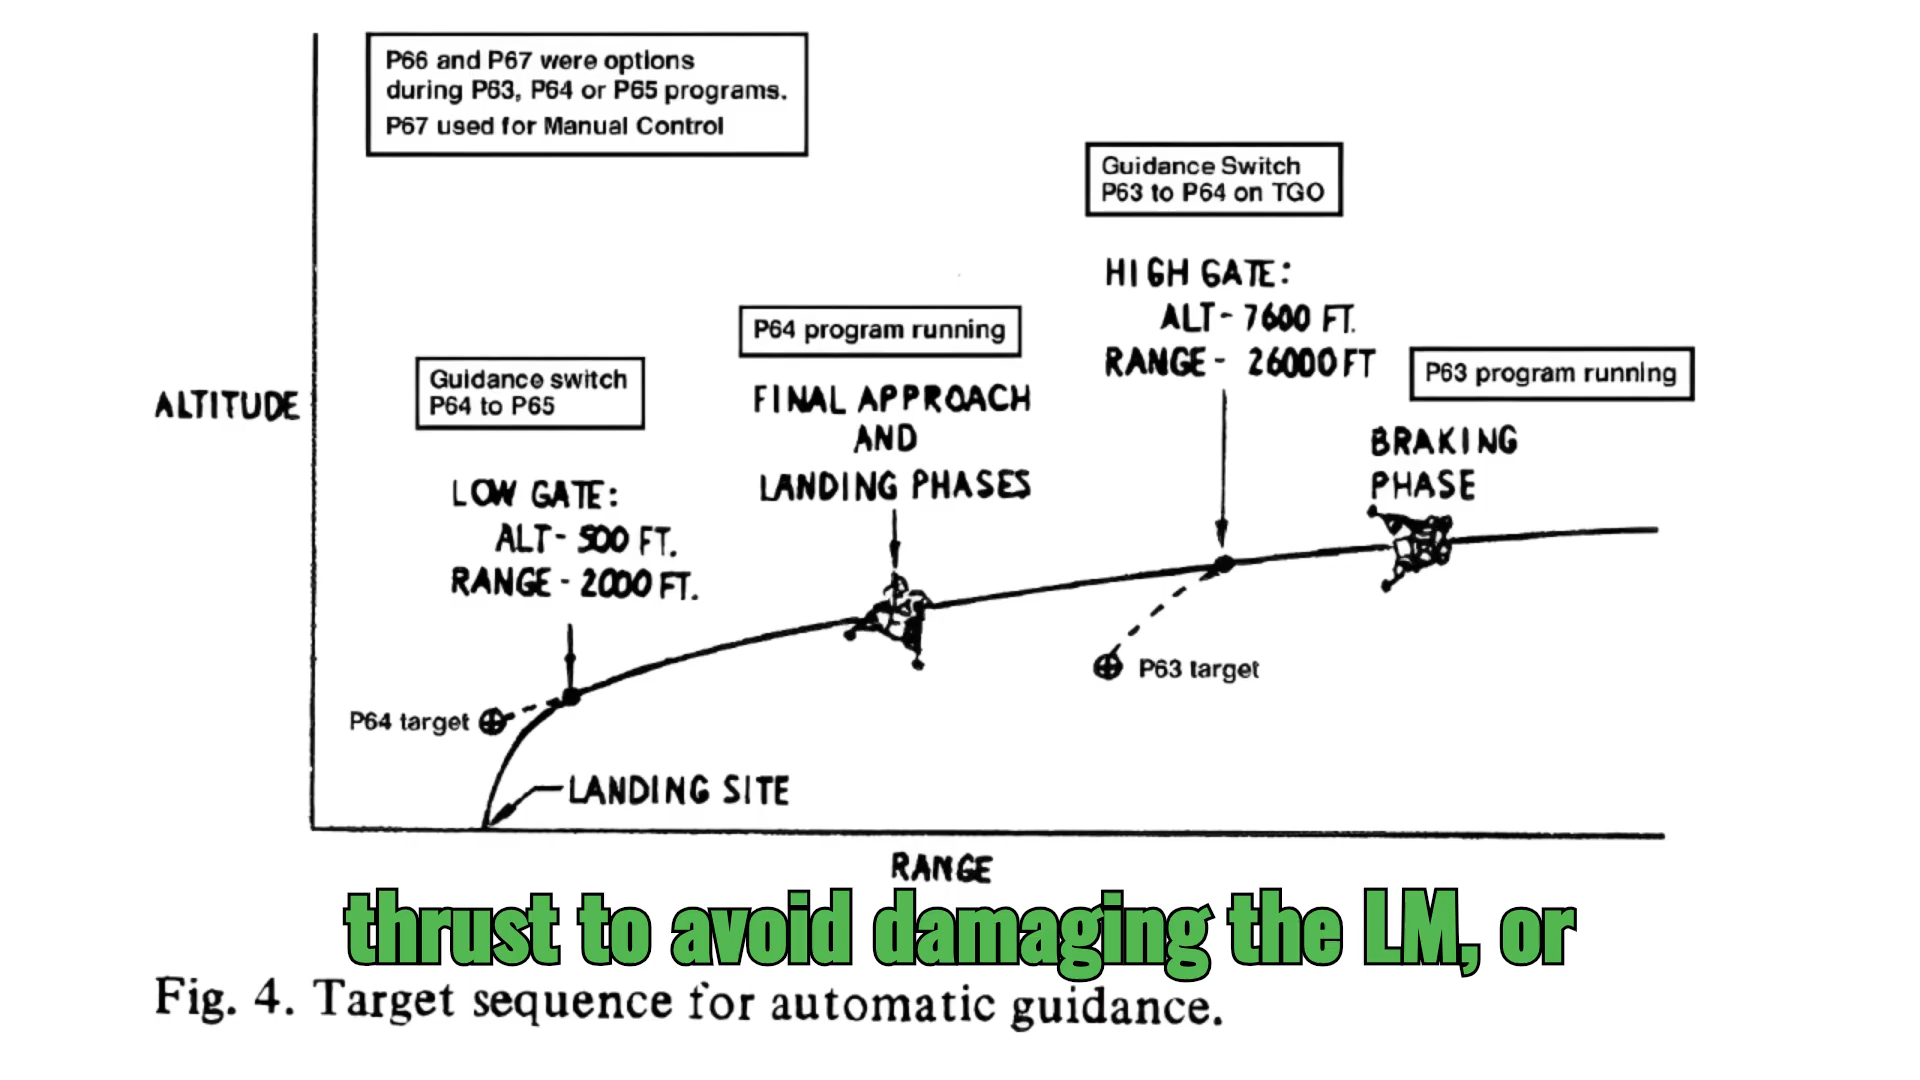 P66 and P67 were options
during P63, P64 or P65 programs.
P67 used for Manual Control
Guidance Switch
P63 to P64 on TGO
HIGH GATE:
ALT - 7600 FT.
RANGE - 26000 FT
P64 program running
FINAL APPROACH
AND
LANDING PHASES
P63 program running
BRAKING
PHASE
Guidance switch
P64 to P65
ALTITUDE
LOW GATE:
ALT - 500 FT.
RANGE - 2000 FT.
P63 target
P64 target
LANDING SITE
RANGE
thrust to avoid damaging the LM, or
Fig. 4. Target sequence for automatic guidance.